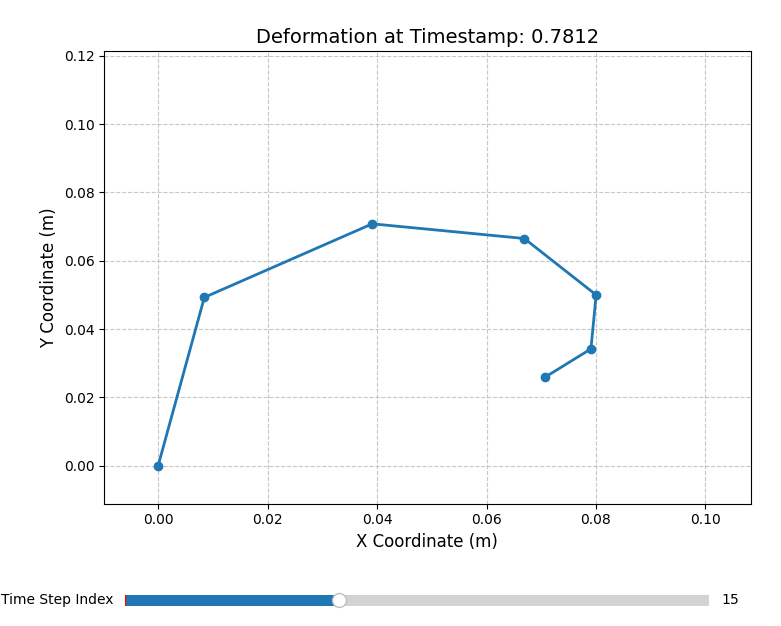 Deformation at Timestamp: 0.7812
0.12
0.10
0.08
0.06
0.04
0.02
0.00
Y Coordinate (m)
0.00 0.02 0.04 0.06 0.08 0.10
X Coordinate (m)
Time Step Index 15